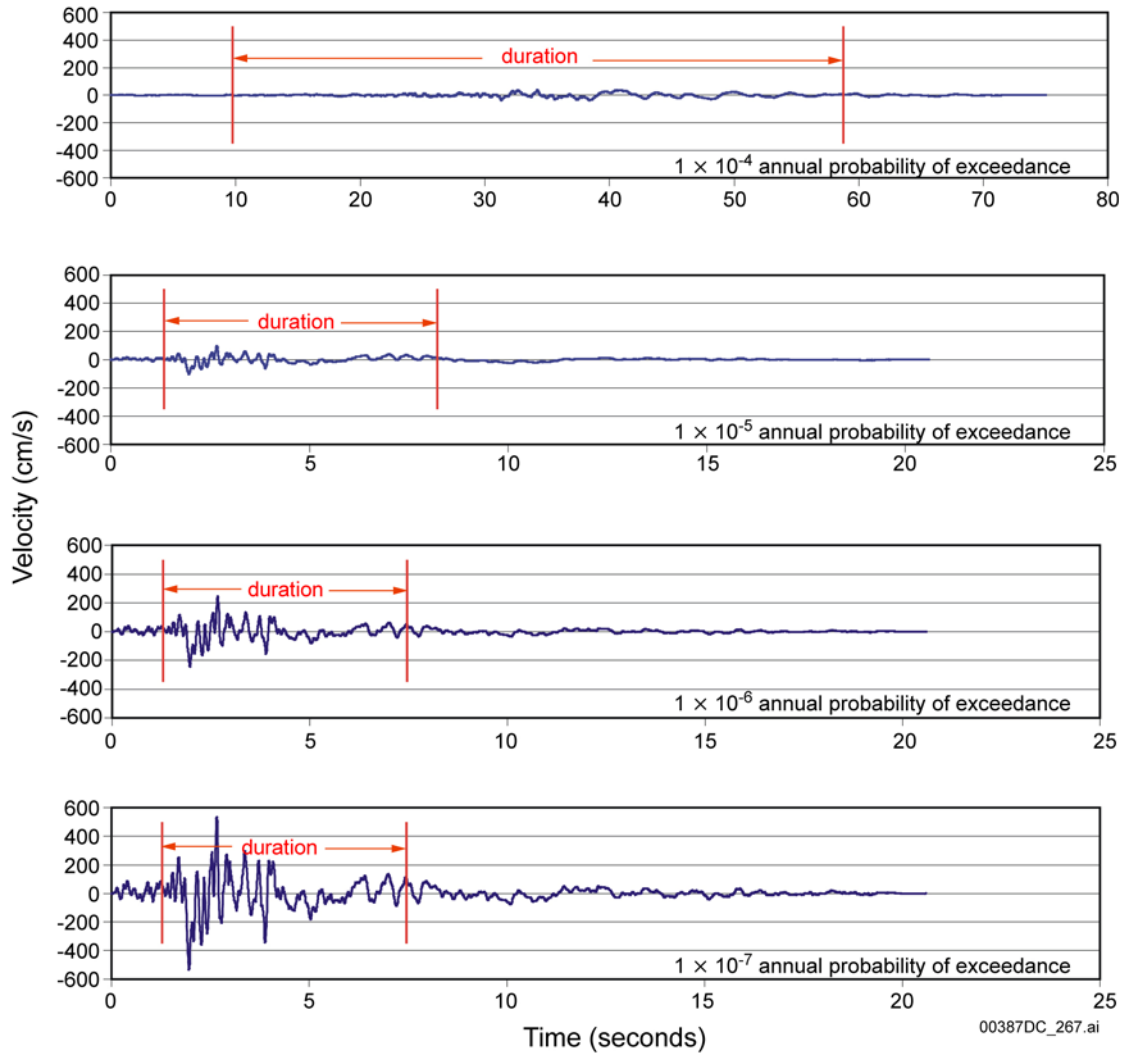 600
400
200
0
-200
-400
-600
duration
1 × 10-4 annual probability of exceedance
0 10 20 30 40 50 60 70 80
600
400
200
0
-200
-400
-600
duration
1 × 10-5 annual probability of exceedance
0 5 10 15 20 25
Velocity (cm/s)
600
400
200
0
-200
-400
-600
duration
1 × 10-6 annual probability of exceedance
0 5 10 15 20 25
600
400
200
0
-200
-400
-600
duration
1 × 10-7 annual probability of exceedance
0 5 10 15 20 25
Time (seconds)
00387DC_267.ai